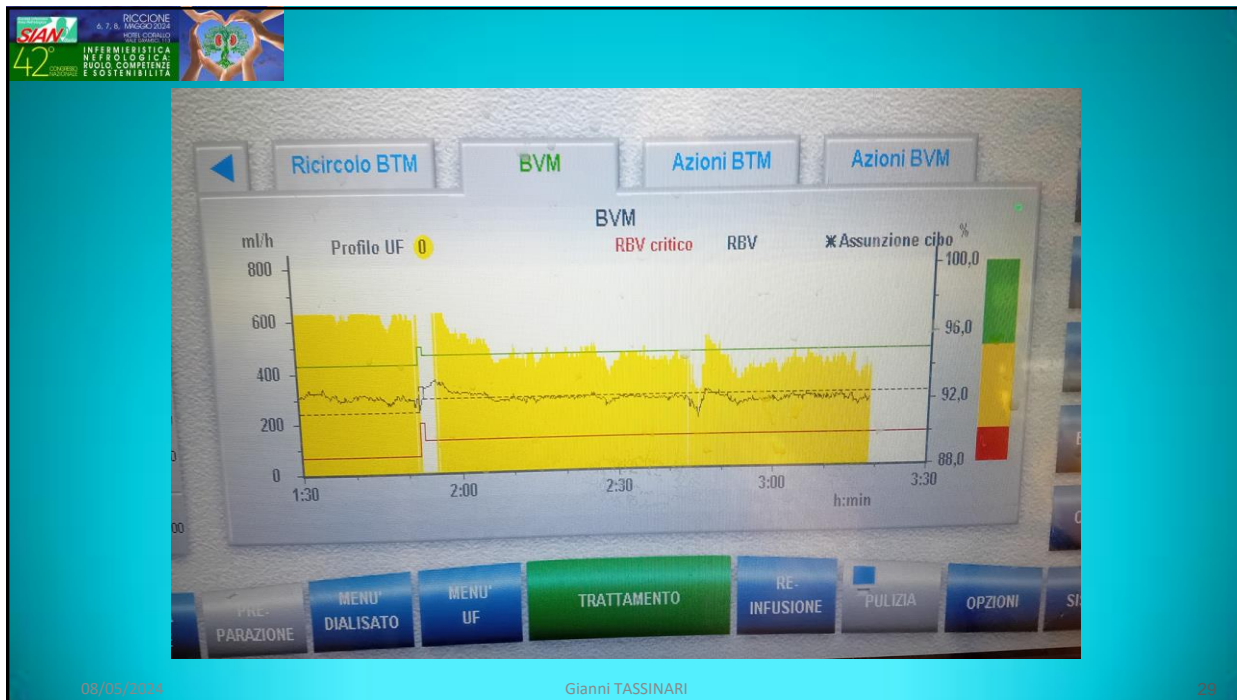 RICCIONE
6, 7, 8, MAGGIO 2024
HOTEL CORALLO
SIAN
42° CONGRESSO NAZIONALE
INFERMIERISTICA
NEFROLOGICA:
RUOLO, COMPETENZE
E SOSTENIBILITÀ
Ricircolo BTM
BVM
Azioni BTM
Azioni BVM
BVM
ml/h
Profilo UF 0
RBV critico
RBV
Assunzione cibo
%
800
600
400
200
0
100,0
96,0
92,0
88,0
1:30
2:00
2:30
3:00
3:30
h:min
00
PRE-
PARAZIONE
MENU'
DIALISATO
MENU'
UF
TRATTAMENTO
RE-
INFUSIONE
PULIZIA
OPZIONI
SI
08/05/2024
Gianni TASSINARI
29